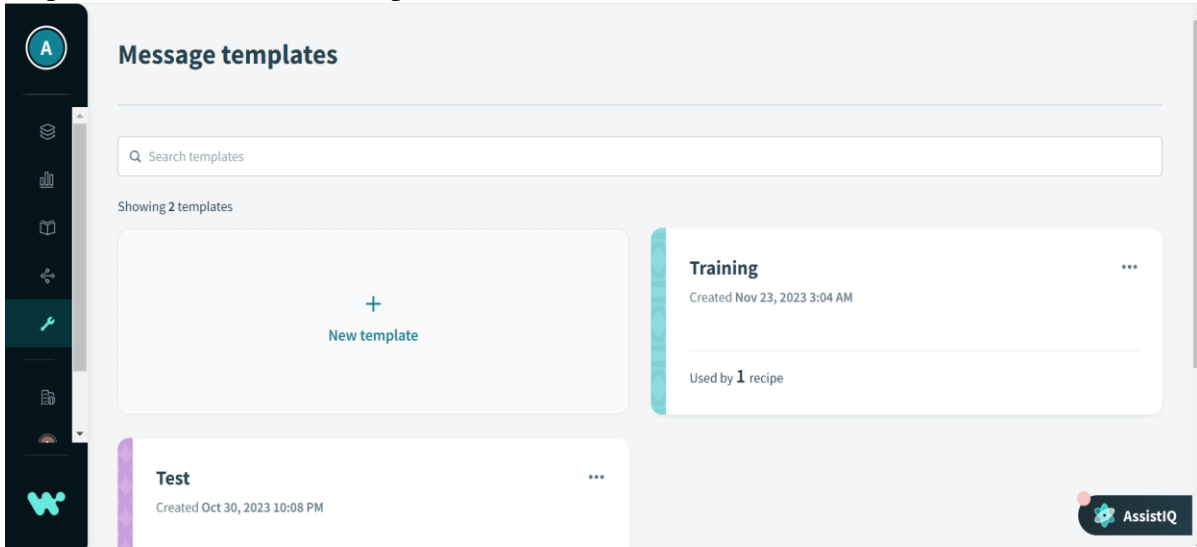 A
Message templates
Search templates
Showing 2 templates
+
New template
Training
Created Nov 23, 2023 3:04 AM
Used by 1 recipe
Test
Created Oct 30, 2023 10:08 PM
AssistIQ